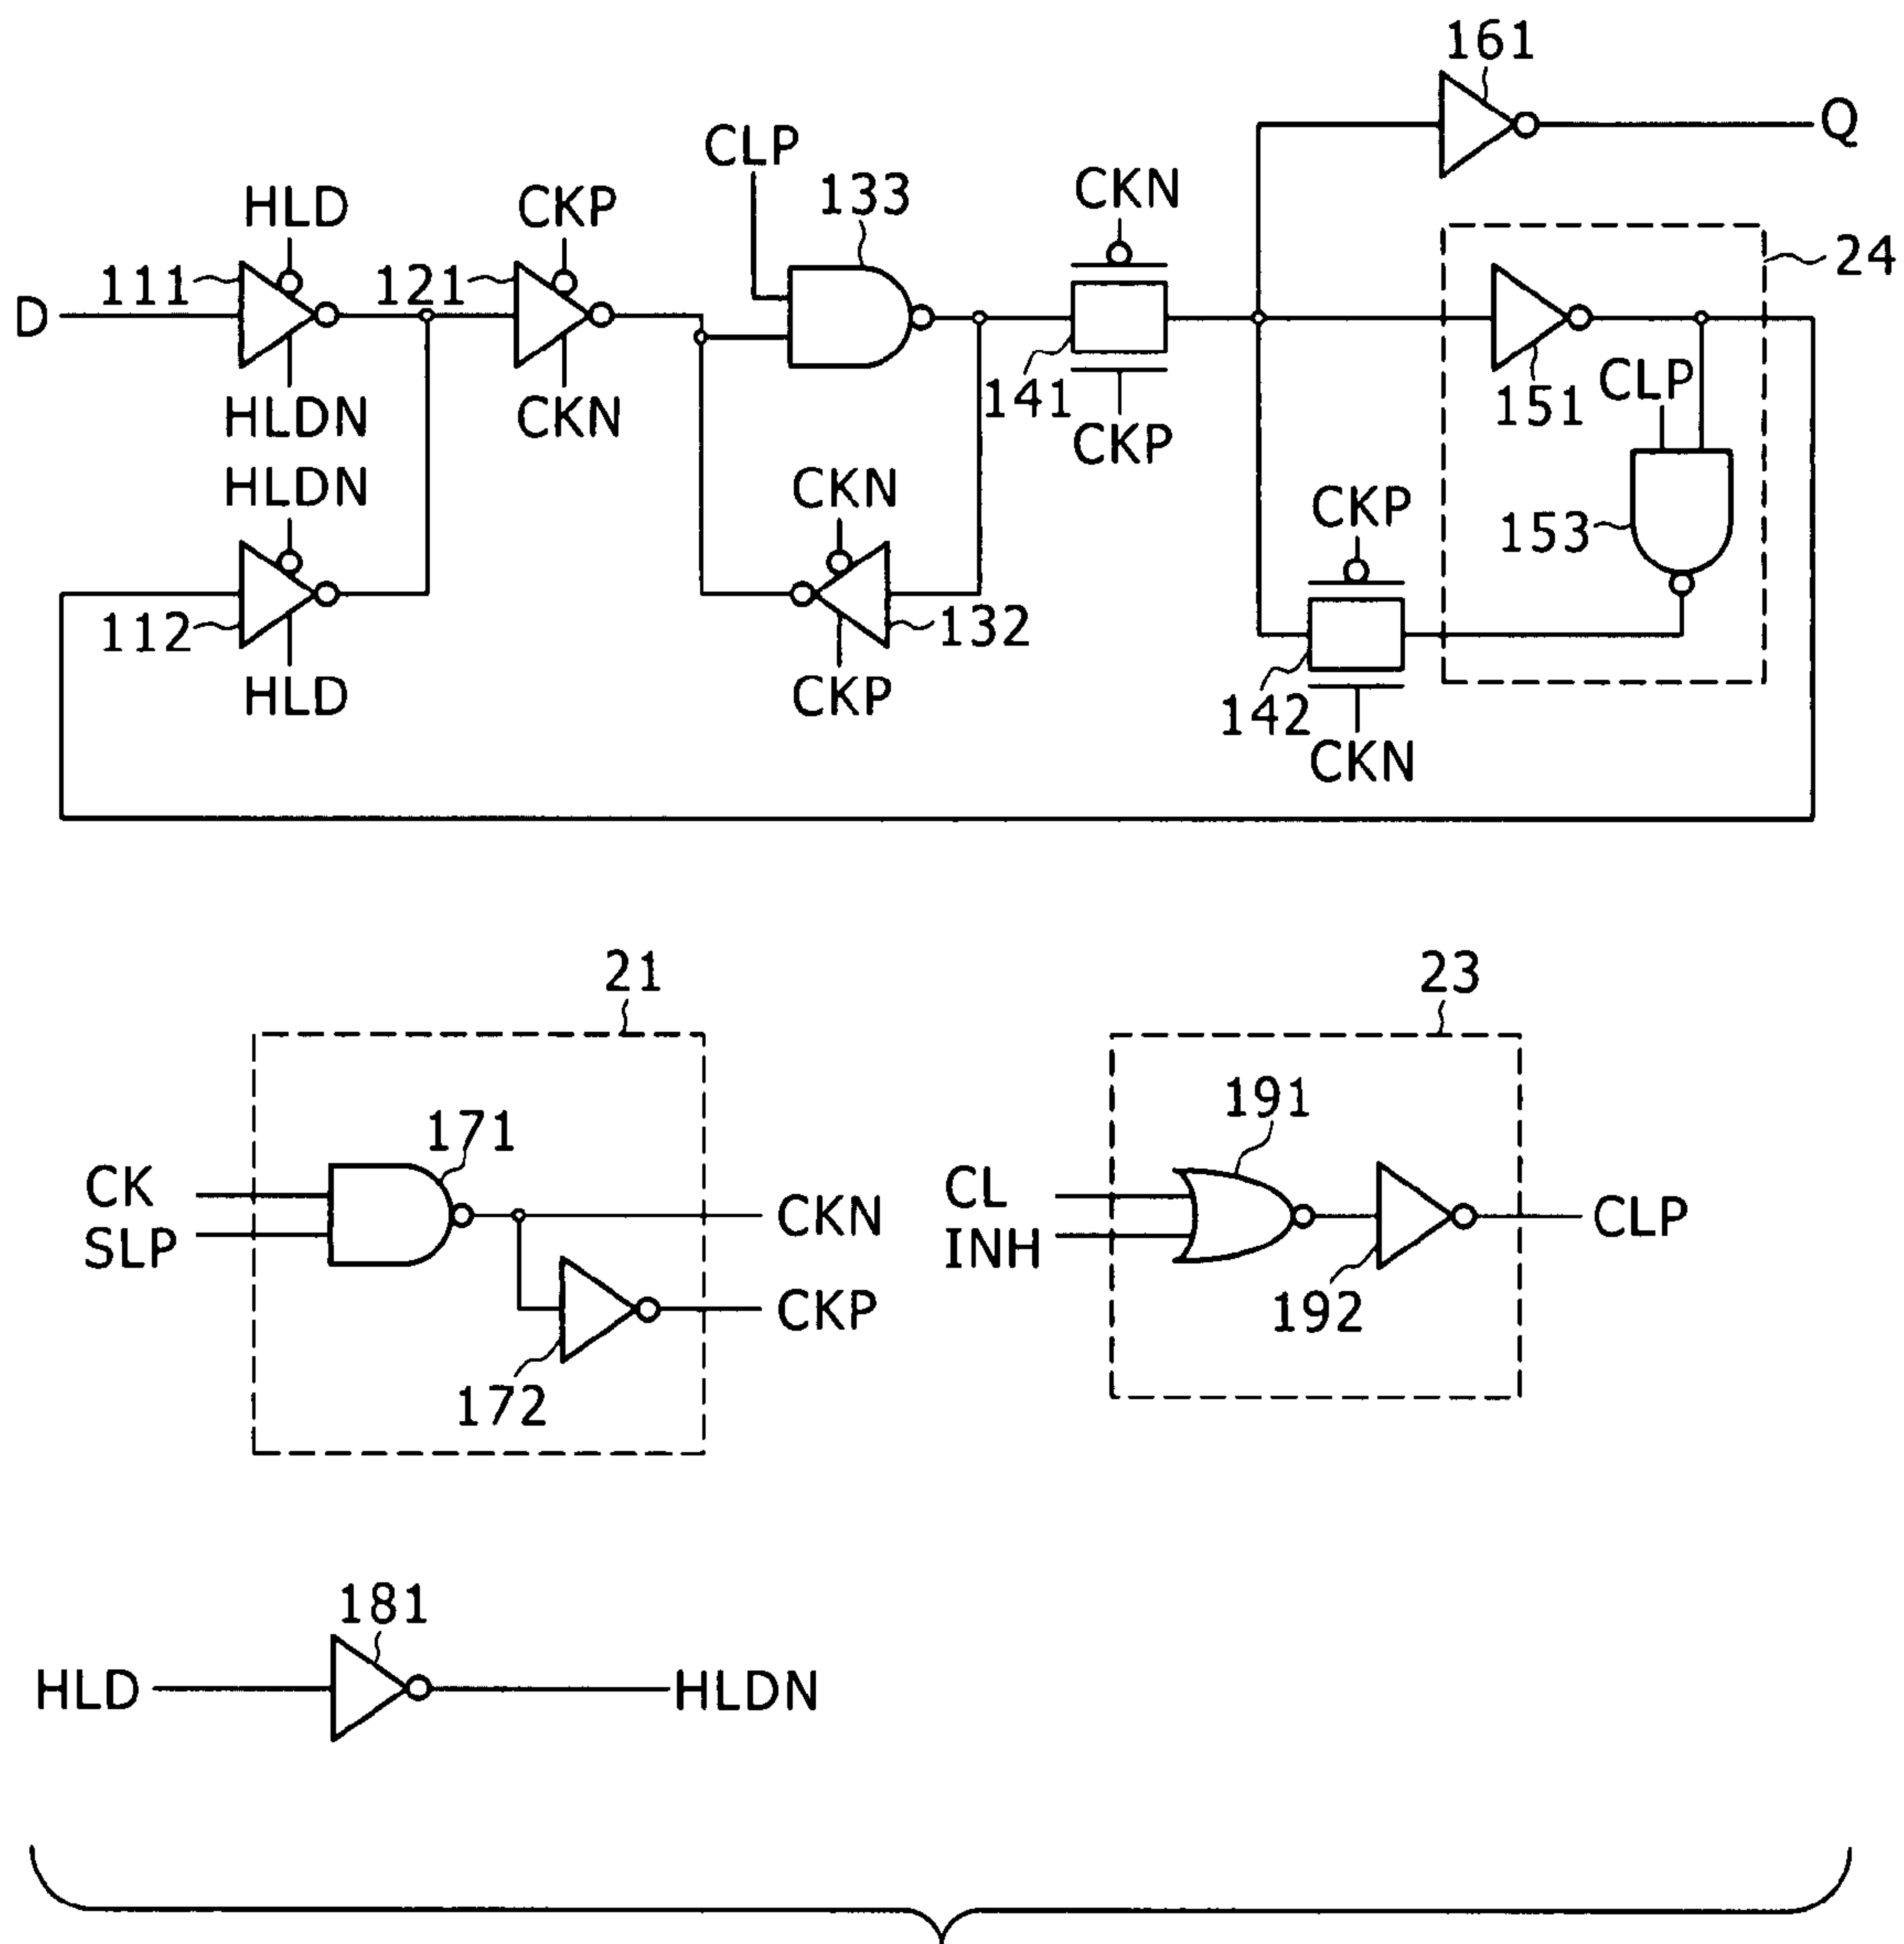 161
Q
CLP
133
CKN
HLD
CKP
24
111
121
D
141
151
CLP
HLDN
CKN
CKP
HLDN
CKN
CKP
153
112
132
HLD
CKP
142
CKN
21
23
171
191
CK
SLP
CKN
CL
INH
CLP
CKP
172
192
181
HLD
HLDN